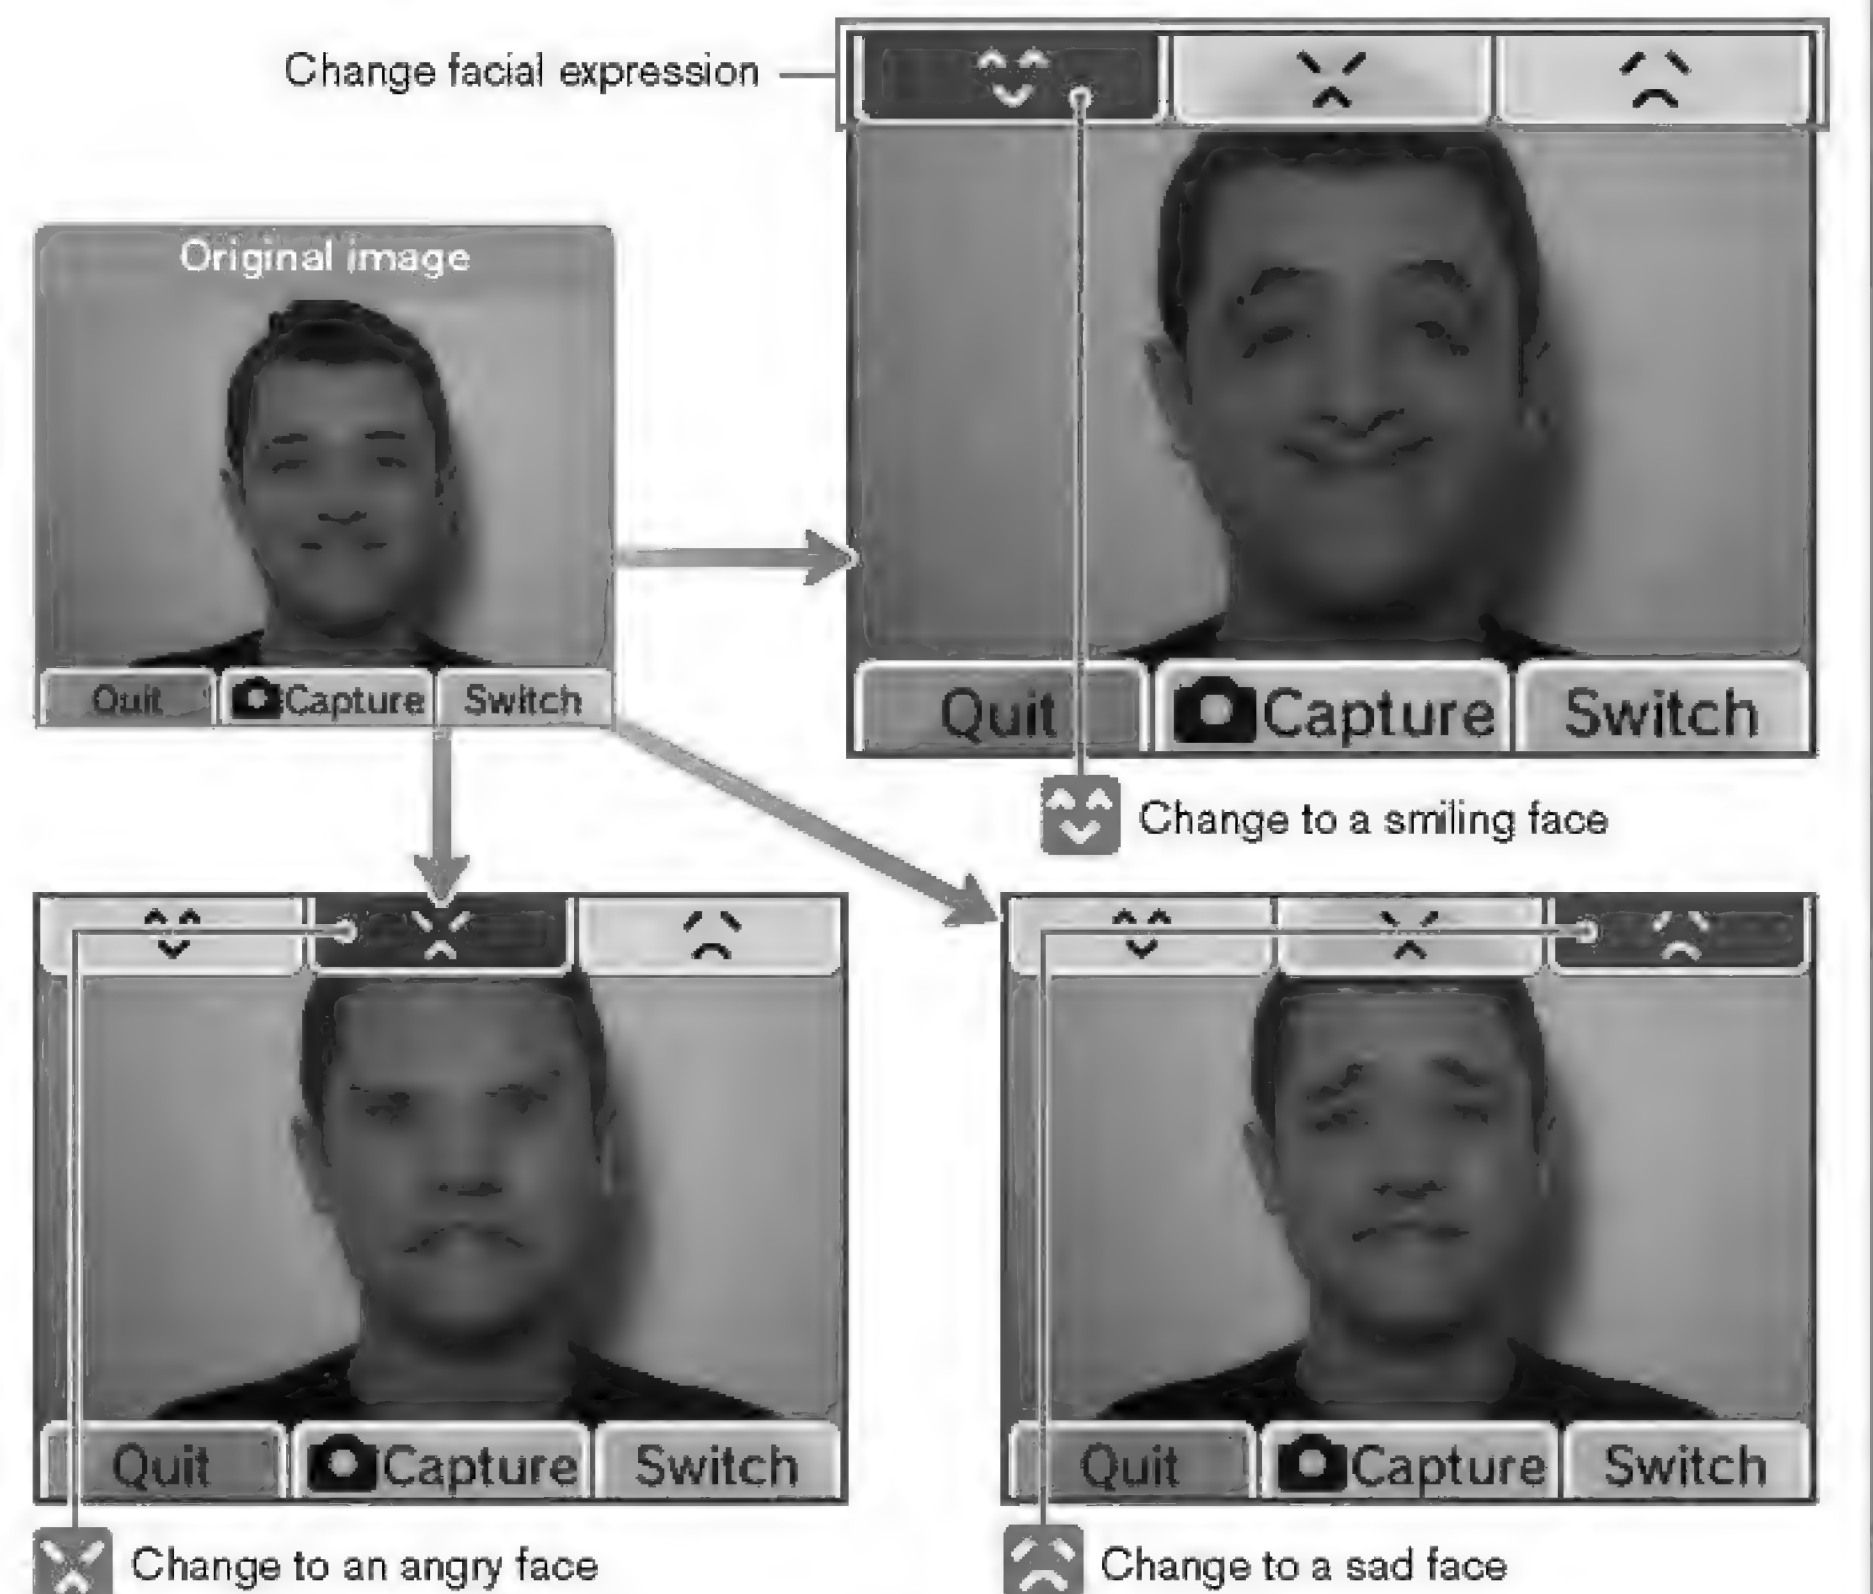 Change facial expression
Original image
Quit
Capture
Switch
Quit
Capture
Switch
Change to a smiling face
Quit
Capture
Switch
Change to an angry face
Quit
Capture
Switch
Change to a sad face